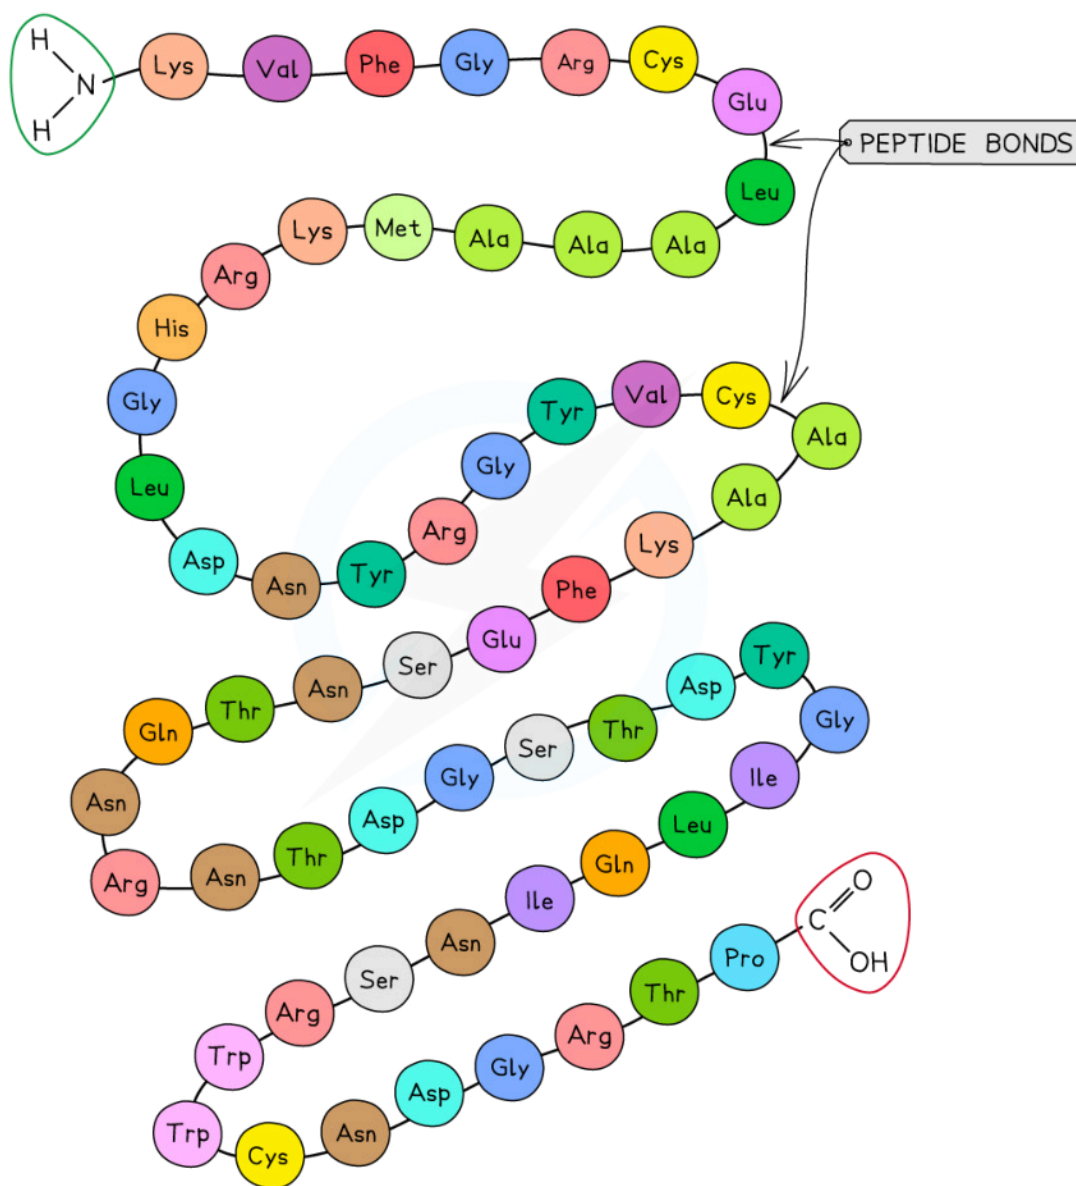 H
N
H
Lys Val Phe Gly Arg Cys Glu
PEPTIDE BONDS
Leu
Ala Ala Ala Met Lys Arg His Gly Leu Asp Asn Tyr Arg Gly Tyr Val Cys Ala
Ala Lys Phe Glu Ser Asn Thr Gln Asn Arg
Asn Thr Asp Gly Ser Thr Asp Tyr Gly
Ile Leu Gln Ile Asn Ser Arg Trp Trp
Cys Asn Asp Gly Arg Thr Pro
C
O
OH